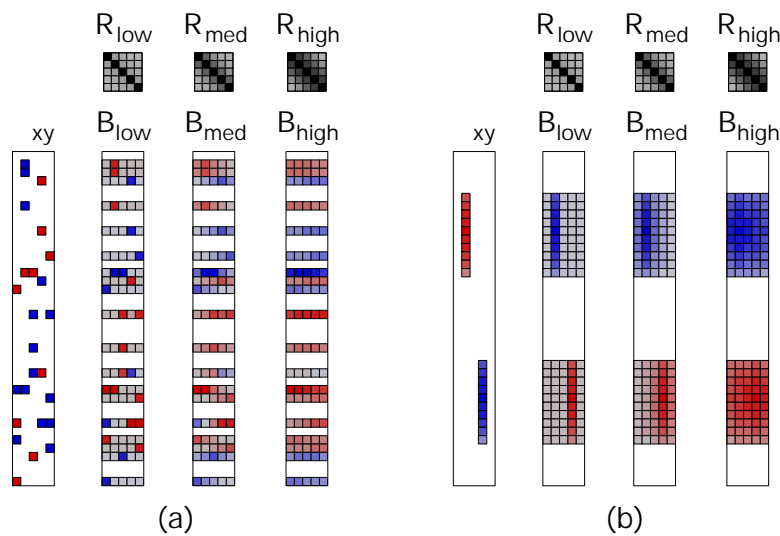 R_low R_med R_high R_low R_med R_high
xy B_low B_med B_high xy B_low B_med B_high
(a) (b)